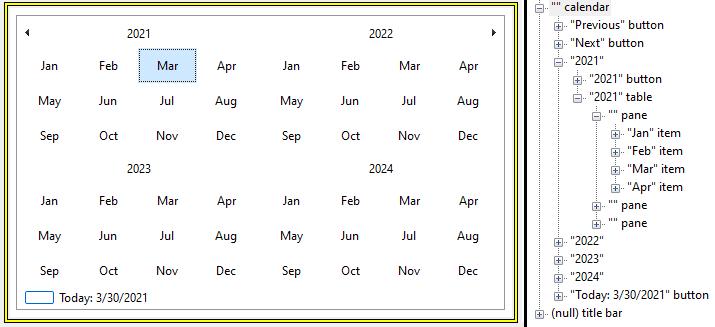 2021 2022
Jan Feb Mar Apr Jan Feb Mar Apr
May Jun Jul Aug May Jun Jul Aug
Sep Oct Nov Dec Sep Oct Nov Dec
2023 2024
Jan Feb Mar Apr Jan Feb Mar Apr
May Jun Jul Aug May Jun Jul Aug
Sep Oct Nov Dec Sep Oct Nov Dec
Today: 3/30/2021
"" calendar
"Previous" button
"Next" button
"2021"
"2021" button
"2021" table
"" pane
"Jan" item
"Feb" item
"Mar" item
"Apr" item
"" pane
"" pane
"2022"
"2023"
"2024"
"Today: 3/30/2021" button
(null) title bar